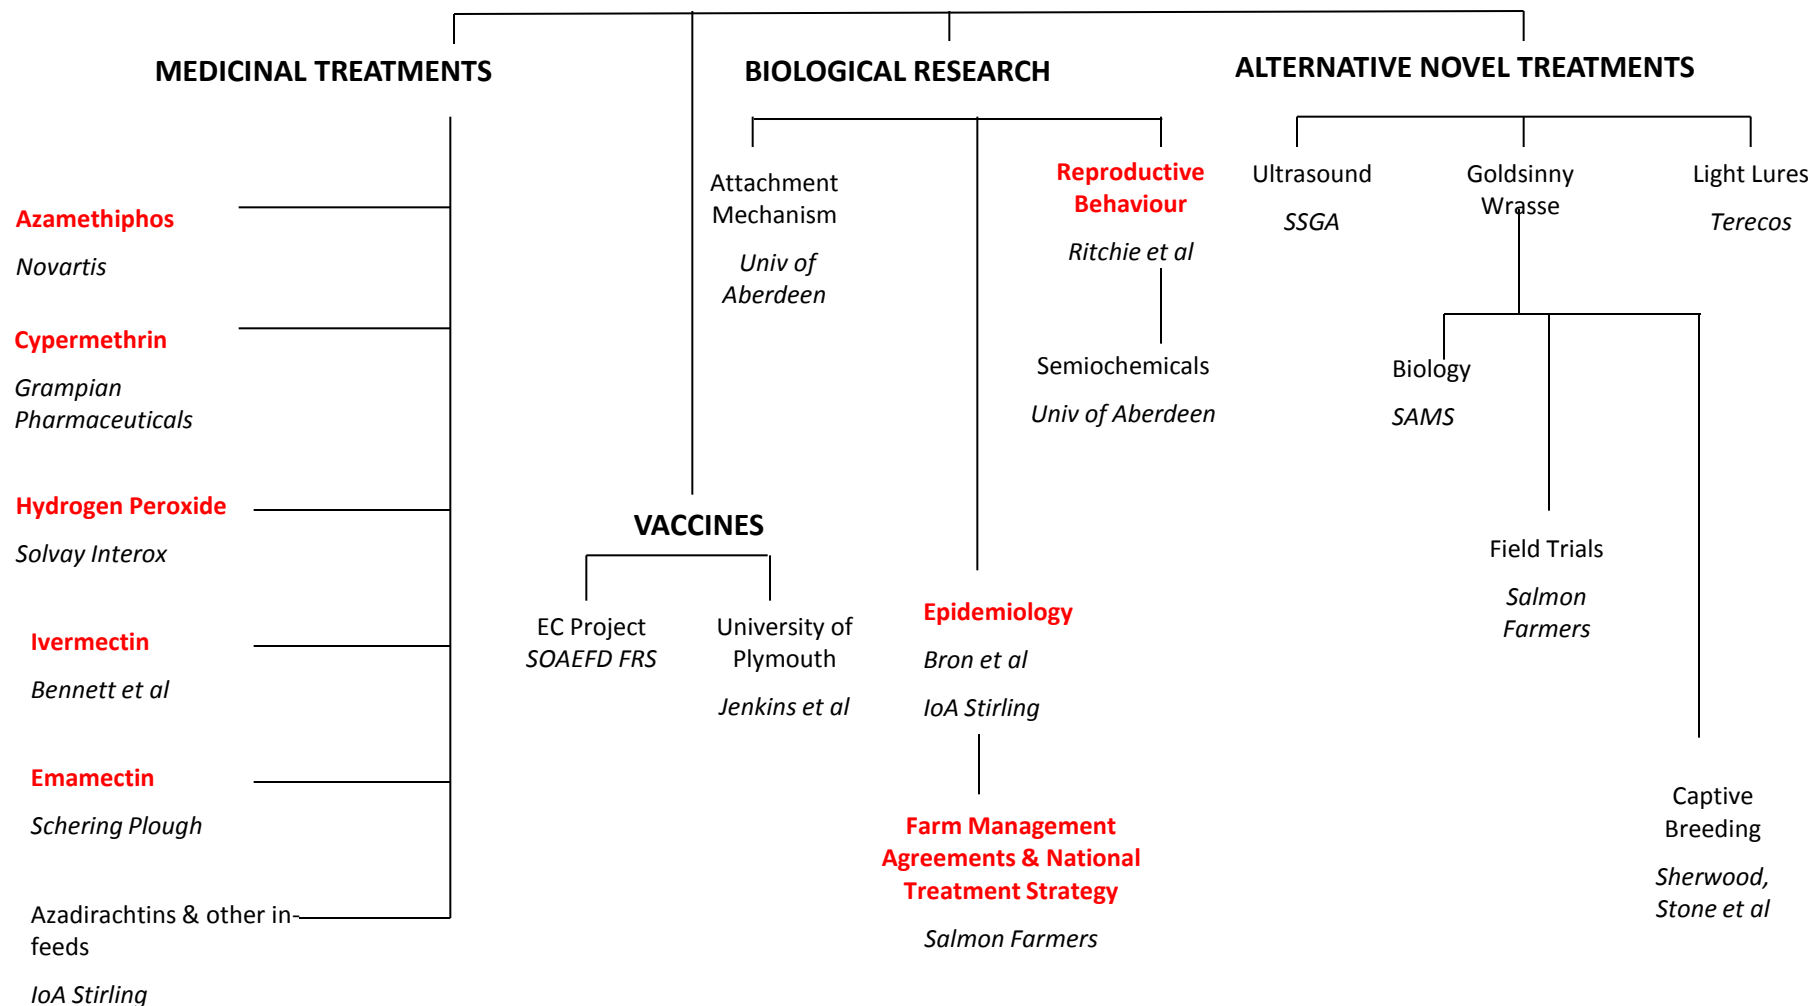 MEDICINAL TREATMENTS
Azamethiphos
Novartis
Cypermethrin
Grampian
Pharmaceuticals
Hydrogen Peroxide
Solvay Interox
Ivermectin
Bennett et al
Emamectin
Schering Plough
Azadirachtins & other in-
feeds
IoA Stirling
VACCINES
EC Project
SOAEFD FRS
University of
Plymouth
Jenkins et al
BIOLOGICAL RESEARCH
Attachment
Mechanism
Univ of
Aberdeen
Epidemiology
Bron et al
IoA Stirling
Farm Management
Agreements & National
Treatment Strategy
Salmon Farmers
Reproductive
Behaviour
Ritchie et al
Semiochemicals
Univ of Aberdeen
ALTERNATIVE NOVEL TREATMENTS
Ultrasound
SSGA
Goldsinny
Wrasse
Biology
SAMS
Field Trials
Salmon
Farmers
Captive
Breeding
Sherwood,
Stone et al
Light Lures
Terecos